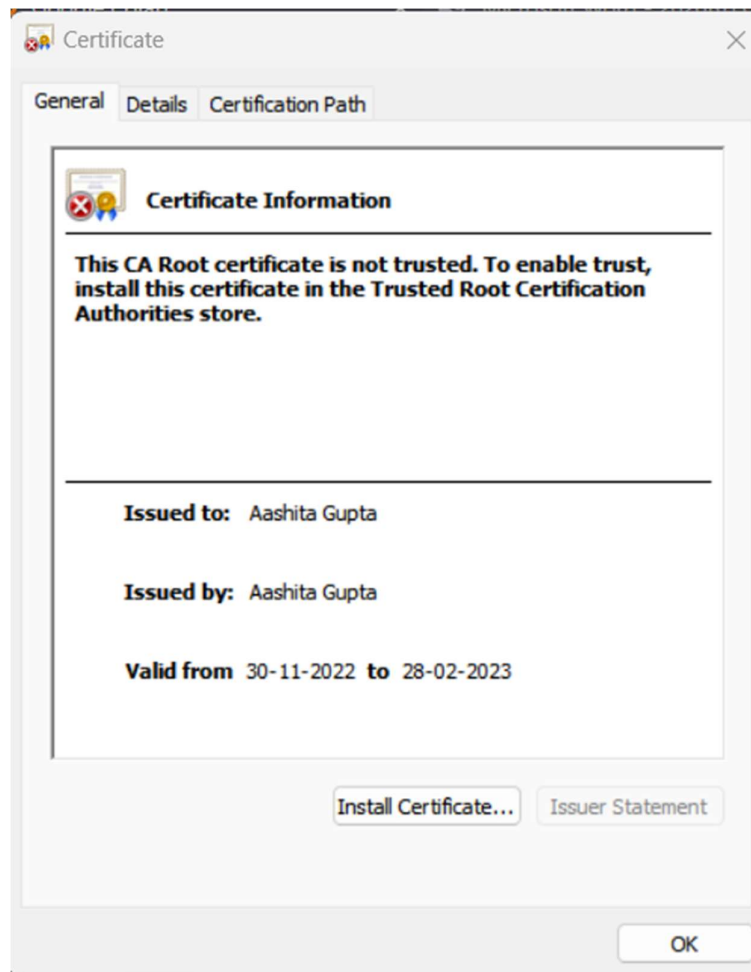 Certificate
General Details Certification Path
Certificate Information
This CA Root certificate is not trusted. To enable trust,
install this certificate in the Trusted Root Certification
Authorities store.
Issued to: Aashita Gupta
Issued by: Aashita Gupta
Valid from 30-11-2022 to 28-02-2023
Install Certificate... Issuer Statement
OK